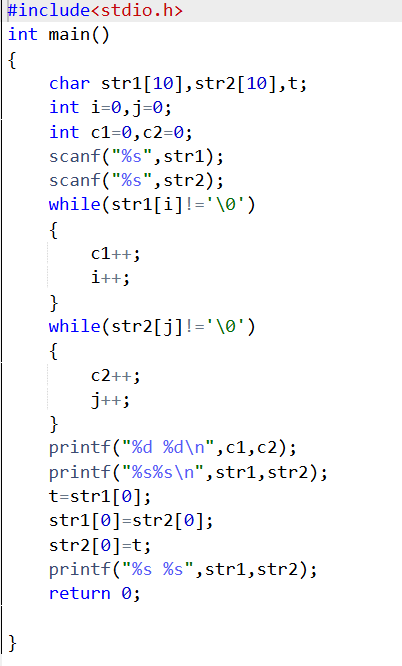 #include<stdio.h>
int main()
{
    char str1[10],str2[10],t;
    int i=0,j=0;
    int c1=0,c2=0;
    scanf("%s",str1);
    scanf("%s",str2);
    while(str1[i]!='\0')
    {
        c1++;
        i++;
    }
    while(str2[j]!='\0')
    {
        c2++;
        j++;
    }
    printf("%d %d\n",c1,c2);
    printf("%s%s\n",str1,str2);
    t=str1[0];
    str1[0]=str2[0];
    str2[0]=t;
    printf("%s %s",str1,str2);
    return 0;
}